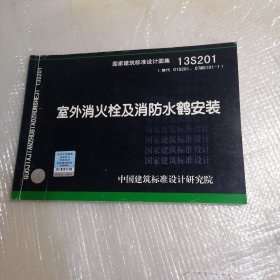 国家建筑标准设计图集 13S201
(替代 01S201、07MS101-1)
室外消火栓及消防水鹤安装
国家建筑标准设计
国家建筑标准设计
国家建筑标准设计
国家建筑标准设计
中国建筑标准设计研究院
GUOJIAJIANZHUBIAOZHUNSHEJI 13S201